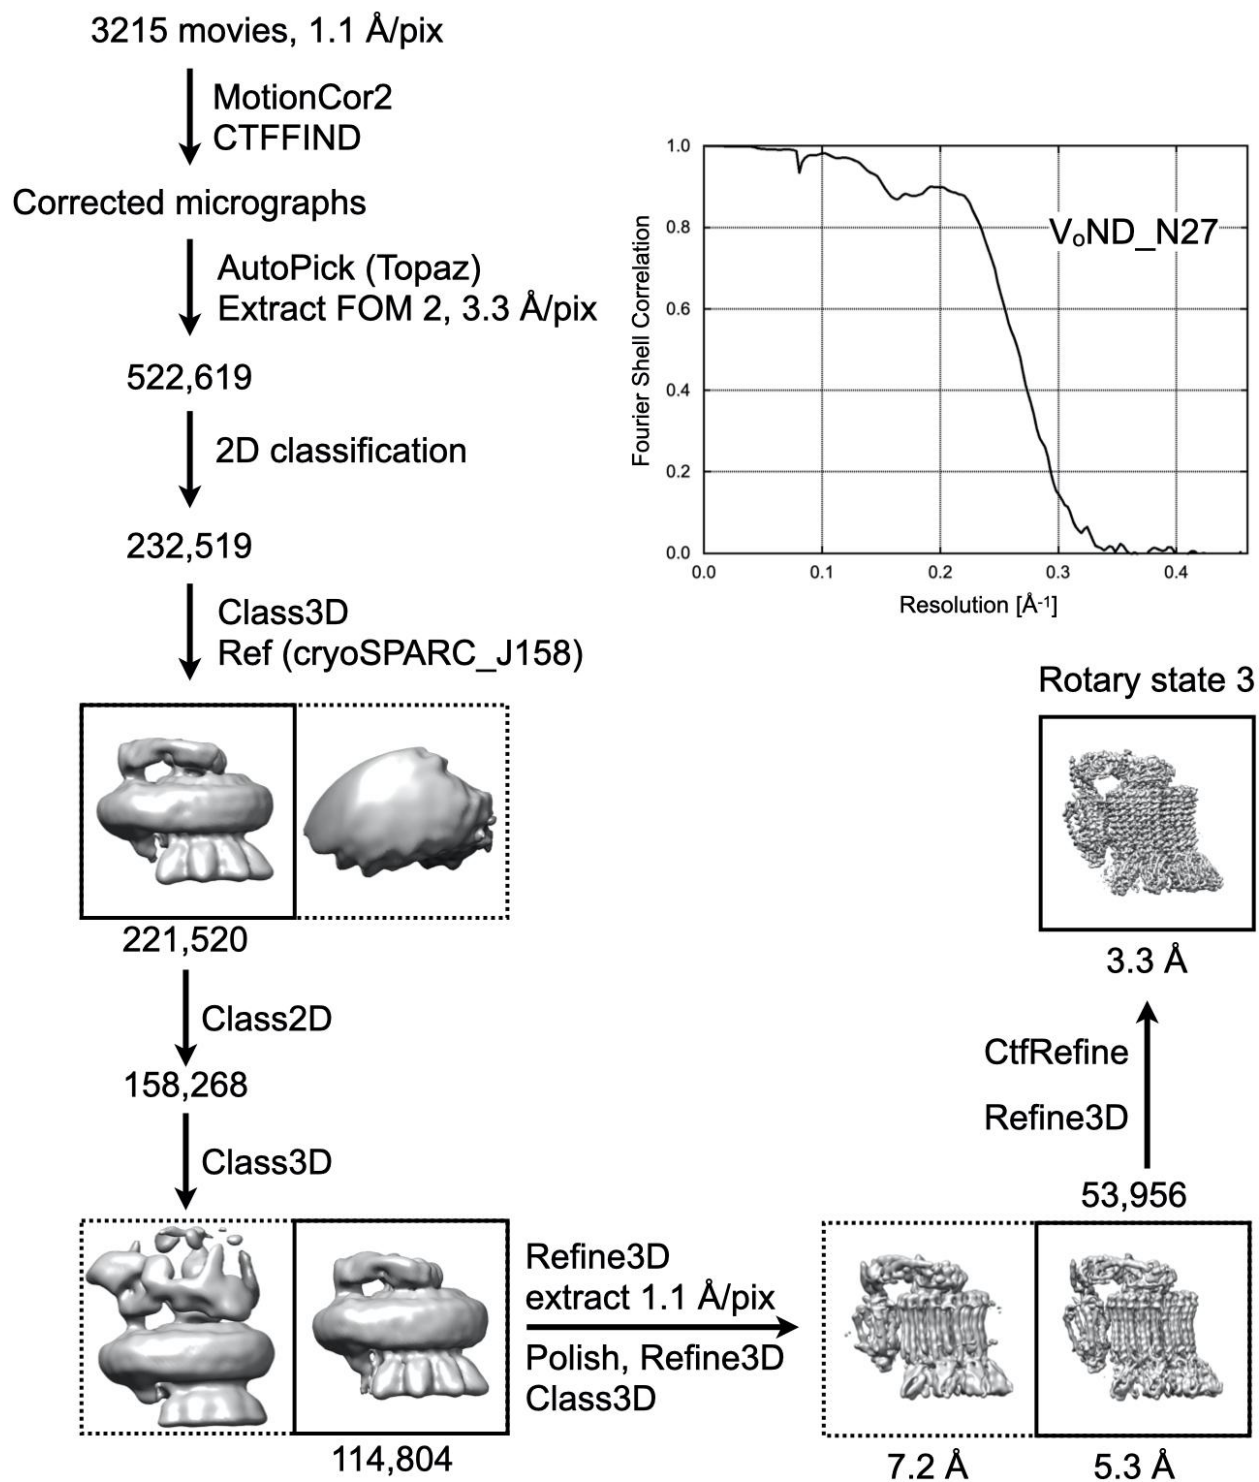 3215 movies, 1.1 Å/pix
MotionCor2
CTFFIND
Corrected micrographs
AutoPick (Topaz)
Extract FOM 2, 3.3 Å/pix
522,619
2D classification
232,519
Class3D
Ref (cryoSPARC_J158)
221,520
Class2D
158,268
Class3D
114,804
Refine3D
extract 1.1 Å/pix
Polish, Refine3D
Class3D
7.2 Å
5.3 Å
53,956
CtfRefine
Refine3D
Rotary state 3
3.3 Å
Fourier Shell Correlation
1.0
0.8
0.6
0.4
0.2
0.0
VₒND_N27
0.0 0.1 0.2 0.3 0.4
Resolution [Å⁻¹]